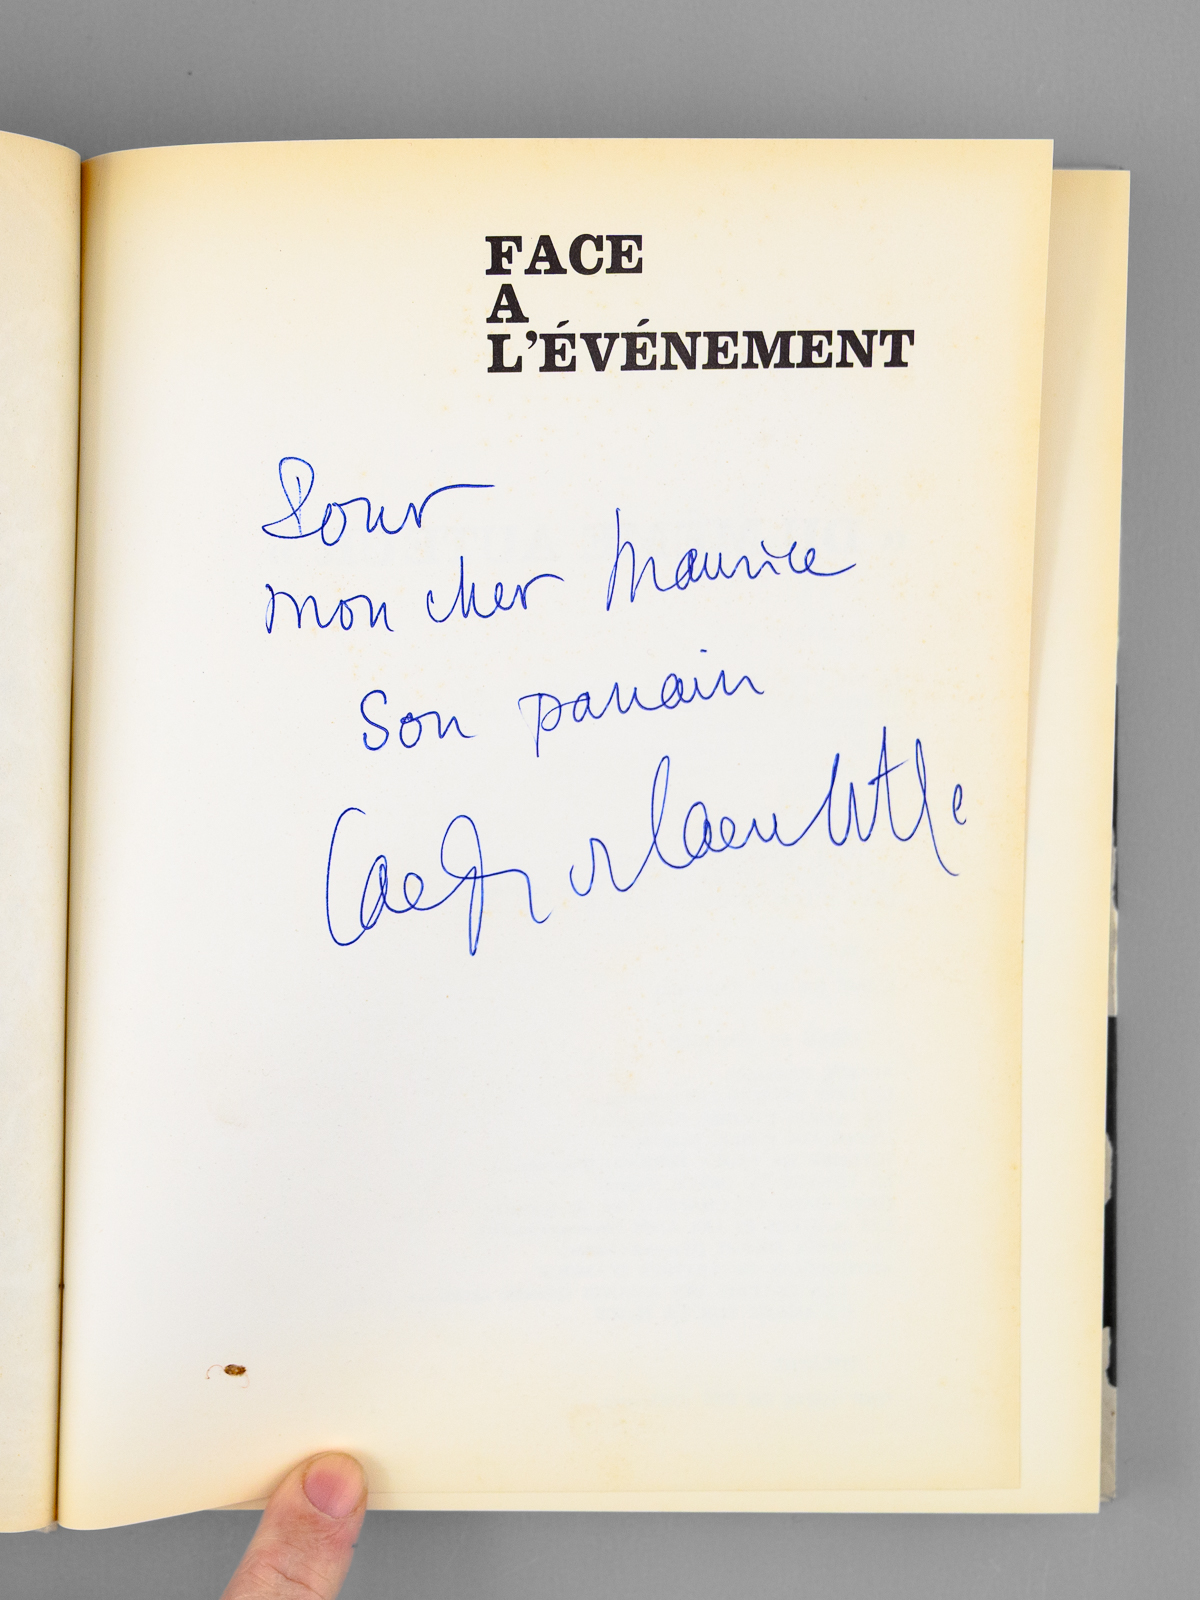 FACE
A
L'ÉVÉNEMENT
Pour
mon cher Maurice
son parrain